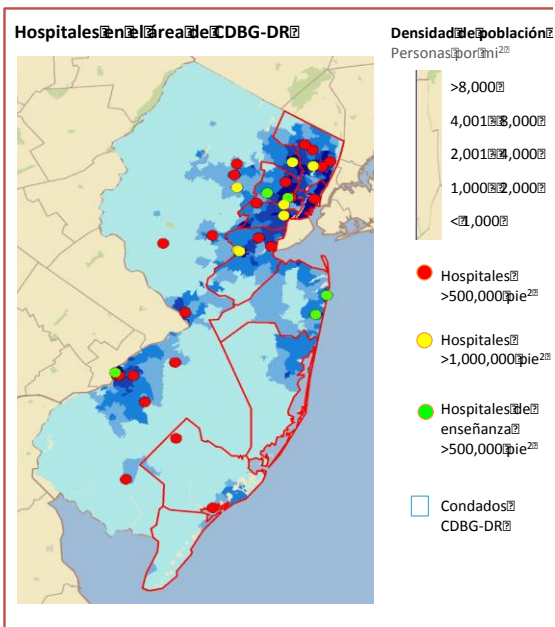 Hospitales en el área de CDBG-DR
Densidad de población
Personas por mi²
>8,000
4,001 8,000
2,001 4,000
1,000 2,000
< 1,000
Hospitales
>500,000 pie²
Hospitales
>1,000,000 pie²
Hospitales de
enseñanza
>500,000 pie²
Condados
CDBG-DR